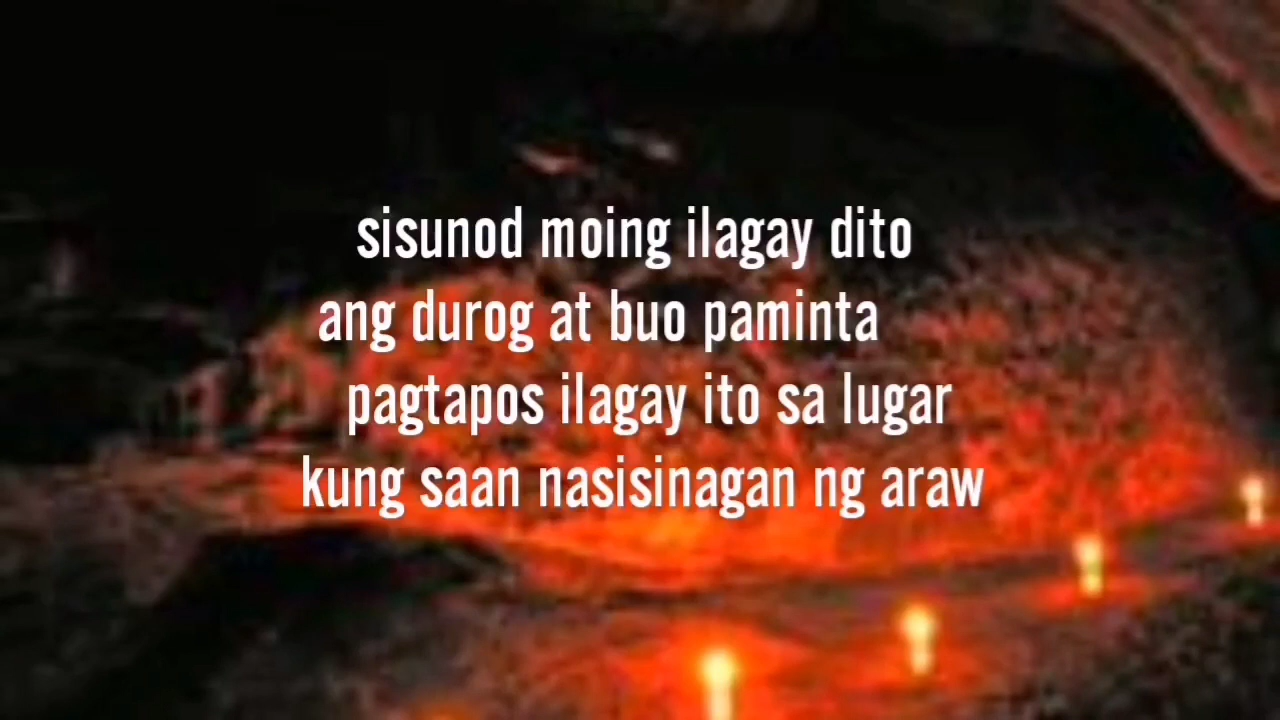 sisunod moing ilagay dito
ang durog at buo paminta
pagtapos ilagay ito sa lugar
kung saan nasisinagan ng araw